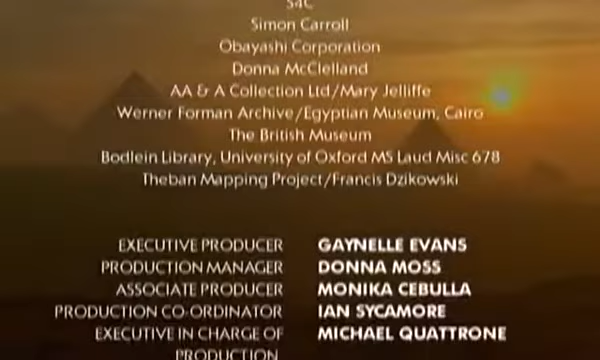 S4C
Simon Carroll
Obayashi Corporation
Donna McClelland
AA & A Collection Ltd/Mary Jelliffe
Werner Forman Archive/Egyptian Museum, Cairo
The British Museum
Bodlein Library, University of Oxford MS Laud Misc 678
Theban Mapping Project/Francis Dzikowski
EXECUTIVE PRODUCER GAYNELLE EVANS
PRODUCTION MANAGER DONNA MOSS
ASSOCIATE PRODUCER MONIKA CEBULLA
PRODUCTION CO-ORDINATOR IAN SYCAMORE
EXECUTIVE IN CHARGE OF MICHAEL QUATTRONE
PRODUCTION